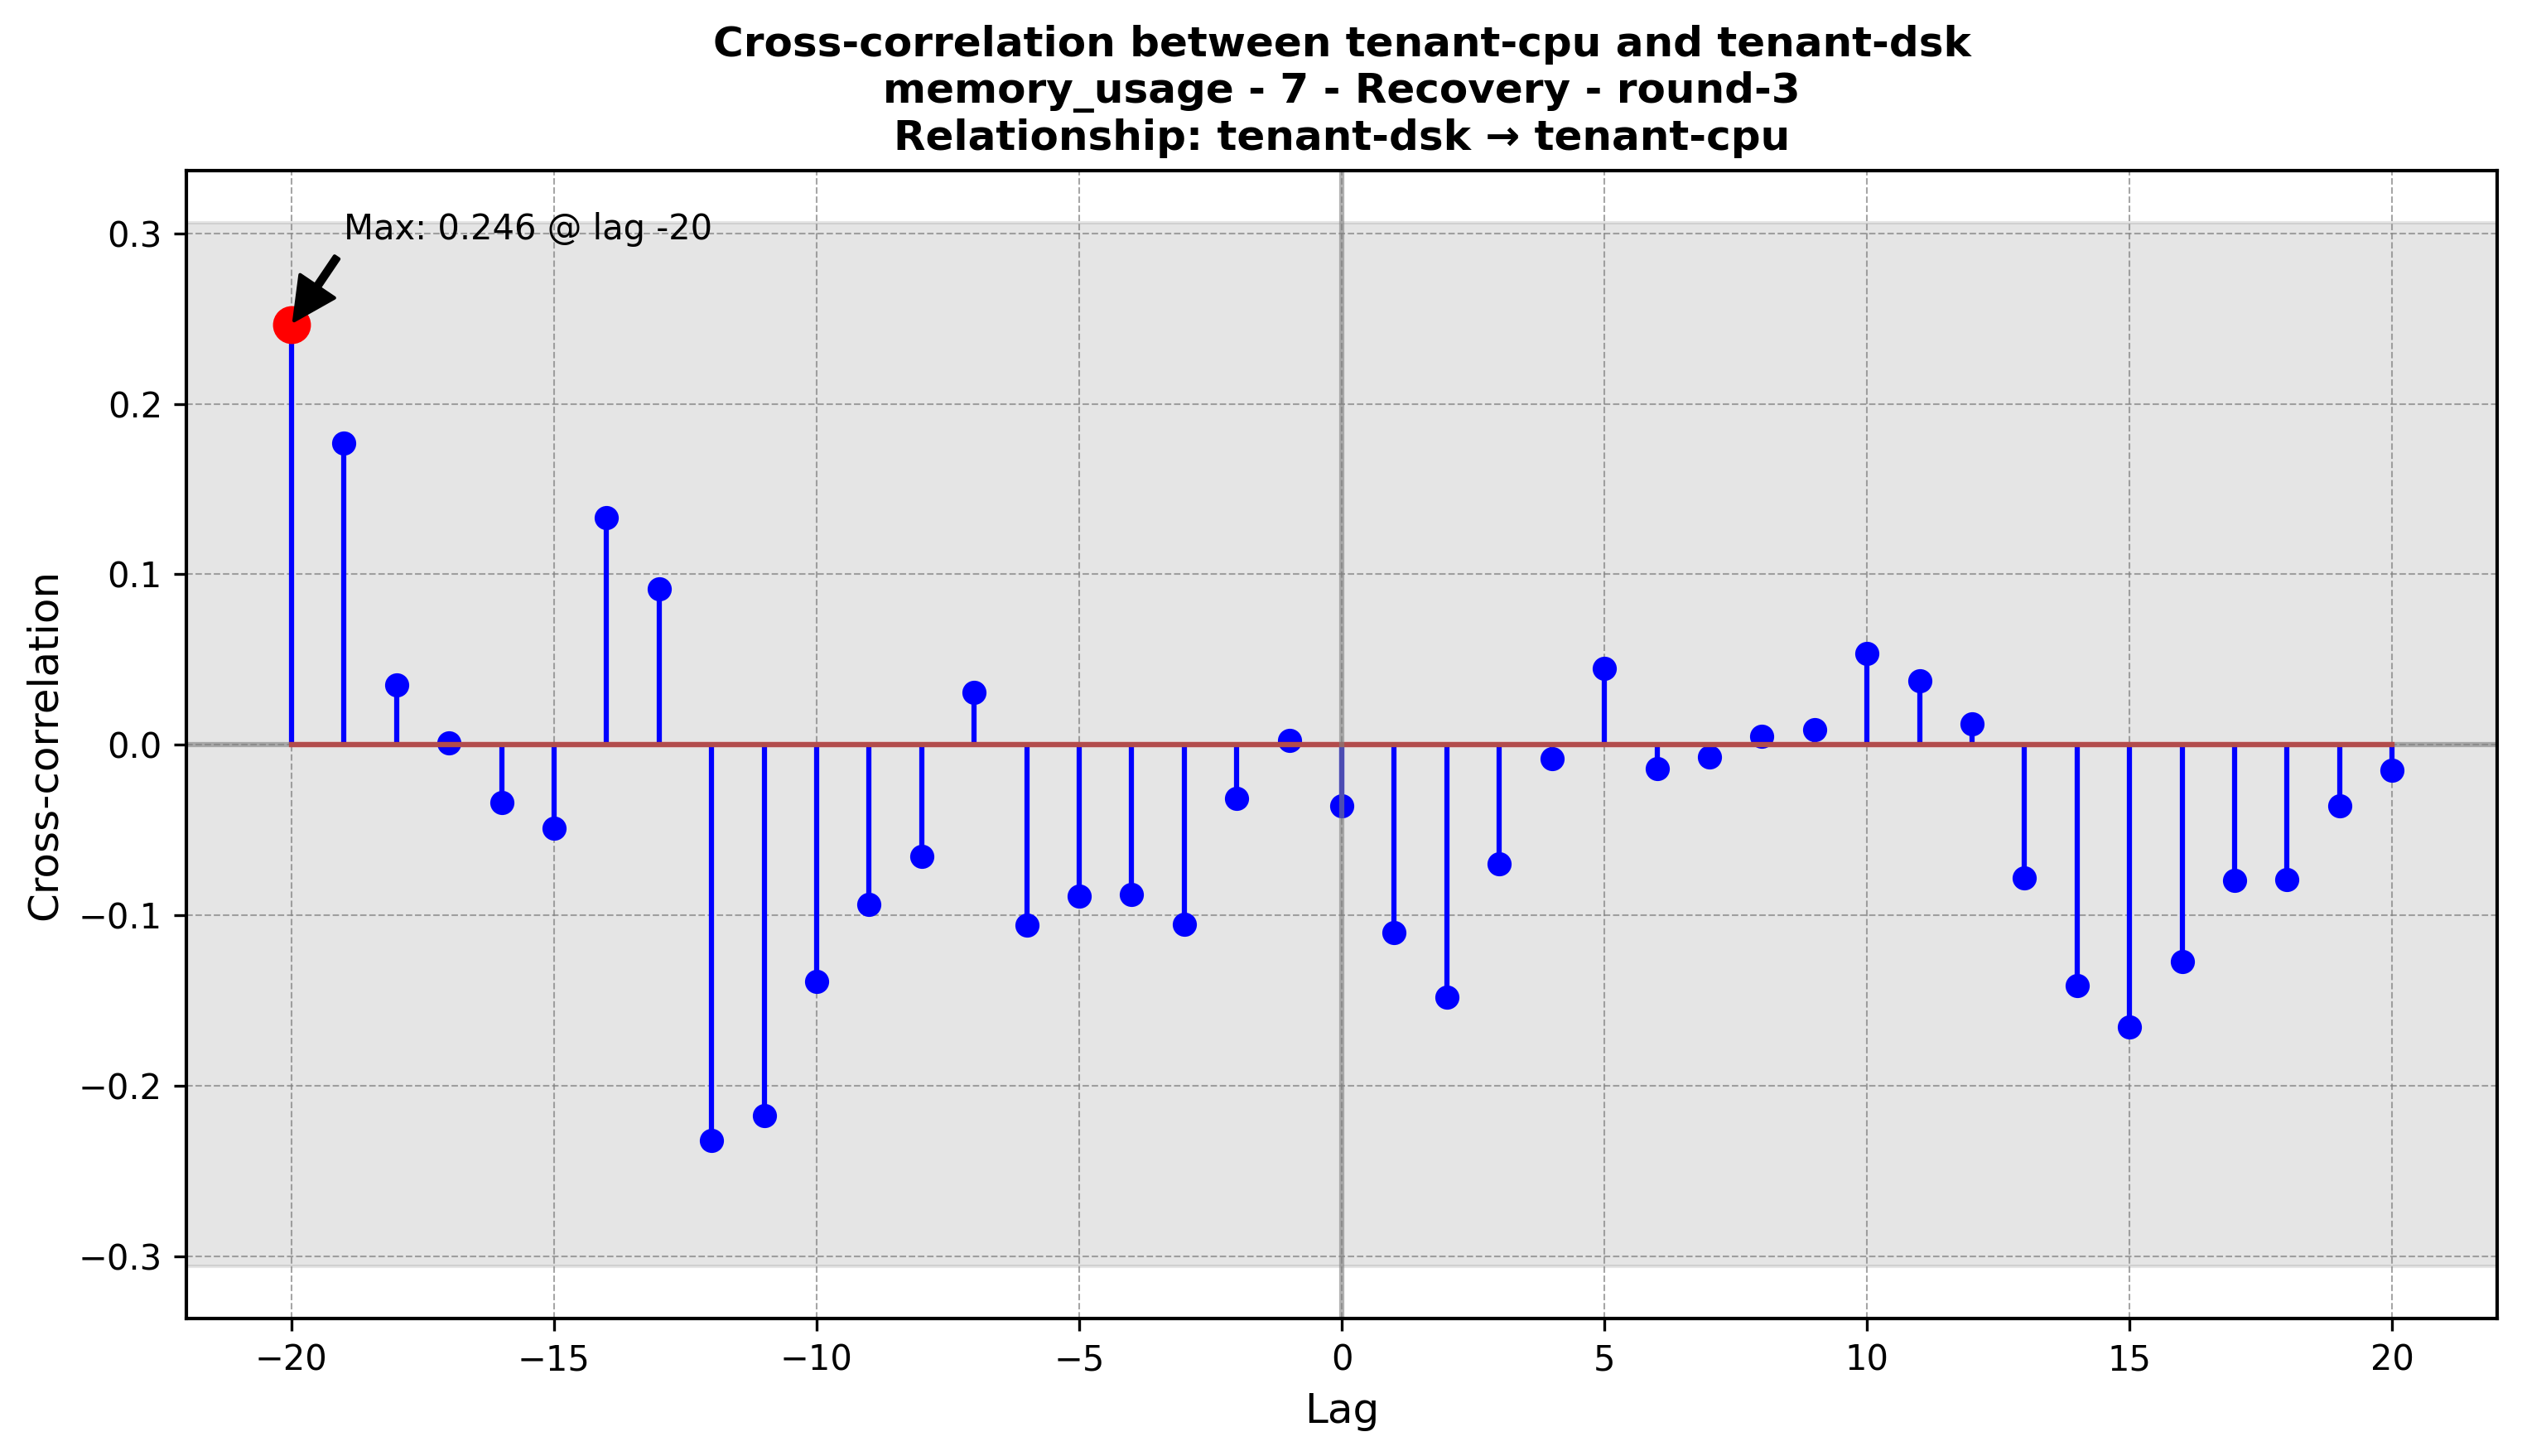 Cross-correlation between tenant-cpu and tenant-dsk
memory_usage - 7 - Recovery - round-3
Relationship: tenant-dsk → tenant-cpu
Max: 0.246 @ lag -20
Cross-correlation
0.3
0.2
0.1
0.0
−0.1
−0.2
−0.3
−20 −15 −10 −5 0 5 10 15 20
Lag